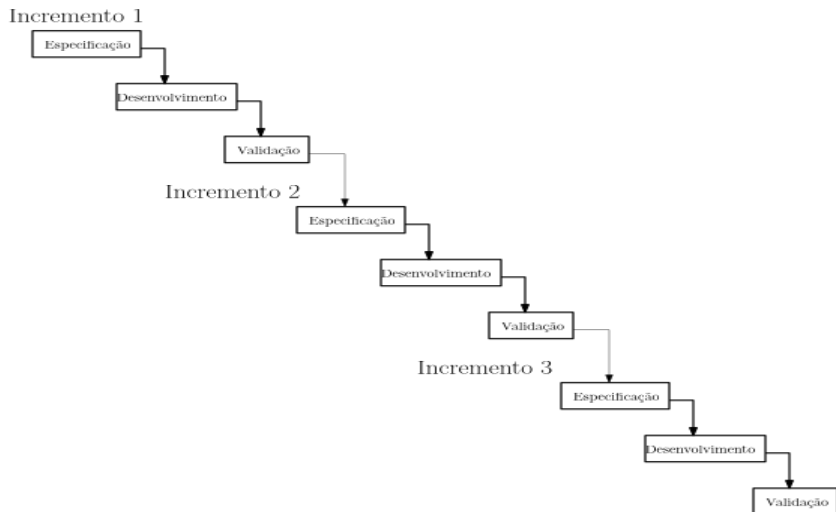 Incremento 1
Especificação
Desenvolvimento
Validação
Incremento 2
Especificação
Desenvolvimento
Validação
Incremento 3
Especificação
Desenvolvimento
Validação